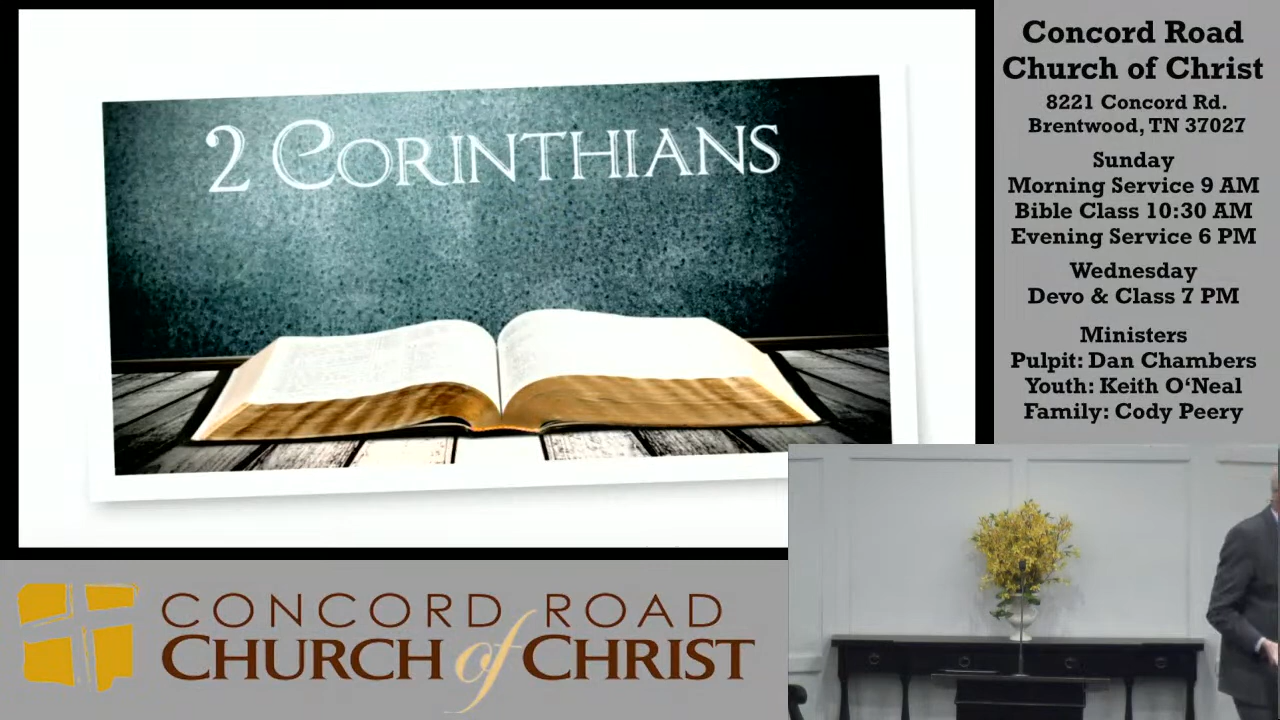 2 CORINTHIANS
Concord Road
Church of Christ
8221 Concord Rd.
Brentwood, TN 37027
Sunday
Morning Service 9 AM
Bible Class 10:30 AM
Evening Service 6 PM
Wednesday
Devo & Class 7 PM
Ministers
Pulpit: Dan Chambers
Youth: Keith O‘Neal
Family: Cody Peery
CONCORD ROAD
CHURCH of CHRIST